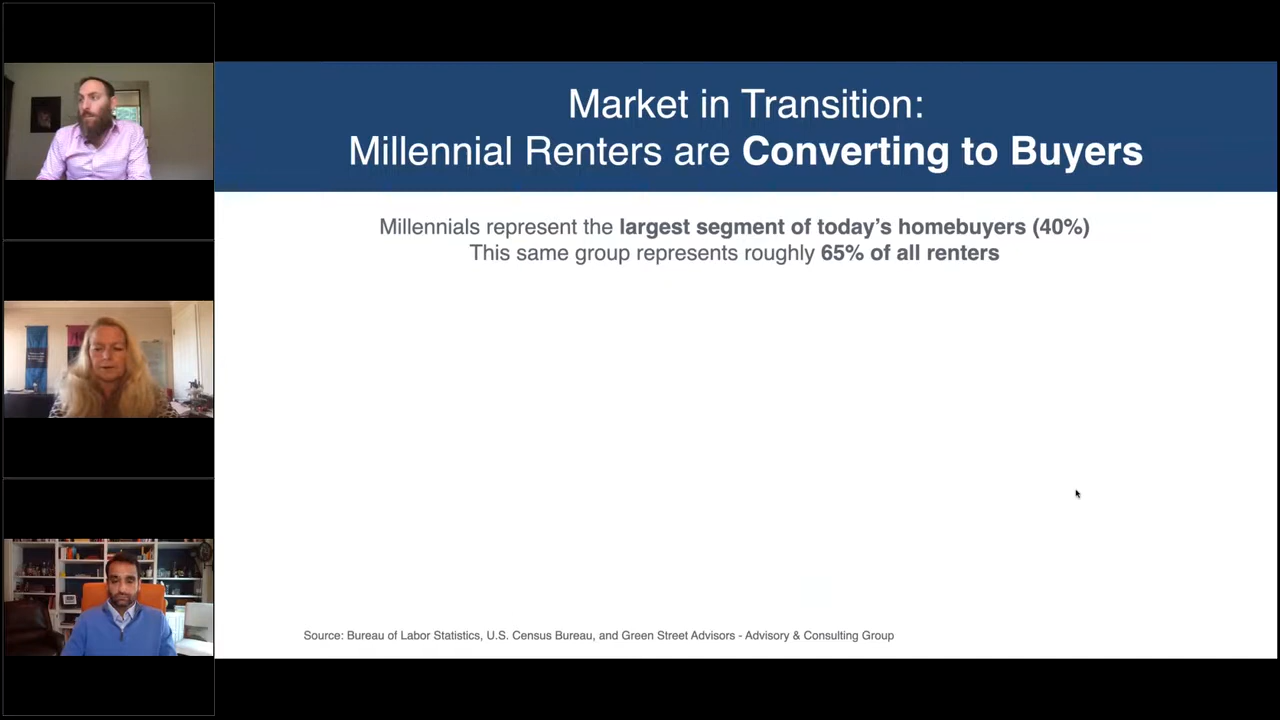 Market in Transition:
Millennial Renters are Converting to Buyers
Millennials represent the largest segment of today's homebuyers (40%)
This same group represents roughly 65% of all renters
Source: Bureau of Labor Statistics, U.S. Census Bureau, and Green Street Advisors - Advisory & Consulting Group